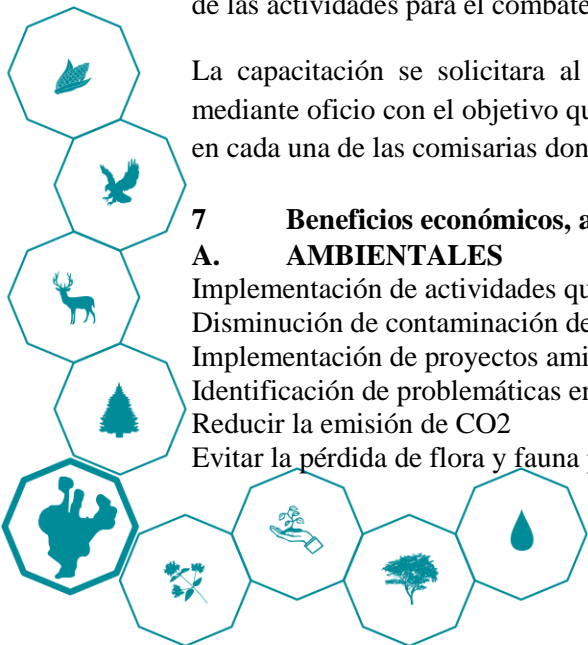 de las actividades para el combate
La capacitación se solicitara al
mediante oficio con el objetivo qu
en cada una de las comisarias don
7 Beneficios económicos, a
A. AMBIENTALES
Implementación de actividades qu
Disminución de contaminación de
Implementación de proyectos ami
Identificación de problemáticas en
Reducir la emisión de CO2
Evitar la pérdida de flora y fauna